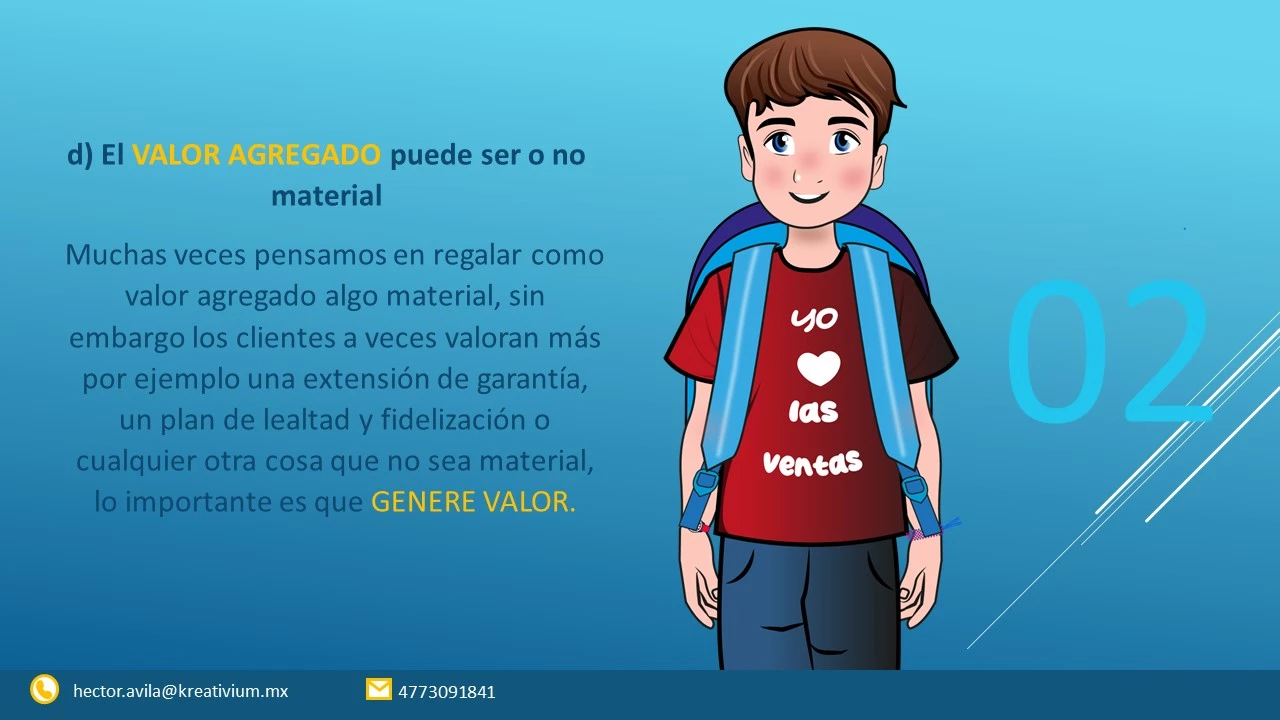 d) El VALOR AGREGADO puede ser o no
material
Muchas veces pensamos en regalar como
valor agregado algo material, sin
embargo los clientes a veces valoran más
por ejemplo una extensión de garantía,
un plan de lealtad y fidelización o
cualquier otra cosa que no sea material,
lo importante es que GENERE VALOR.
yo
las
ventas
02
hector.avila@kreativium.mx
4773091841